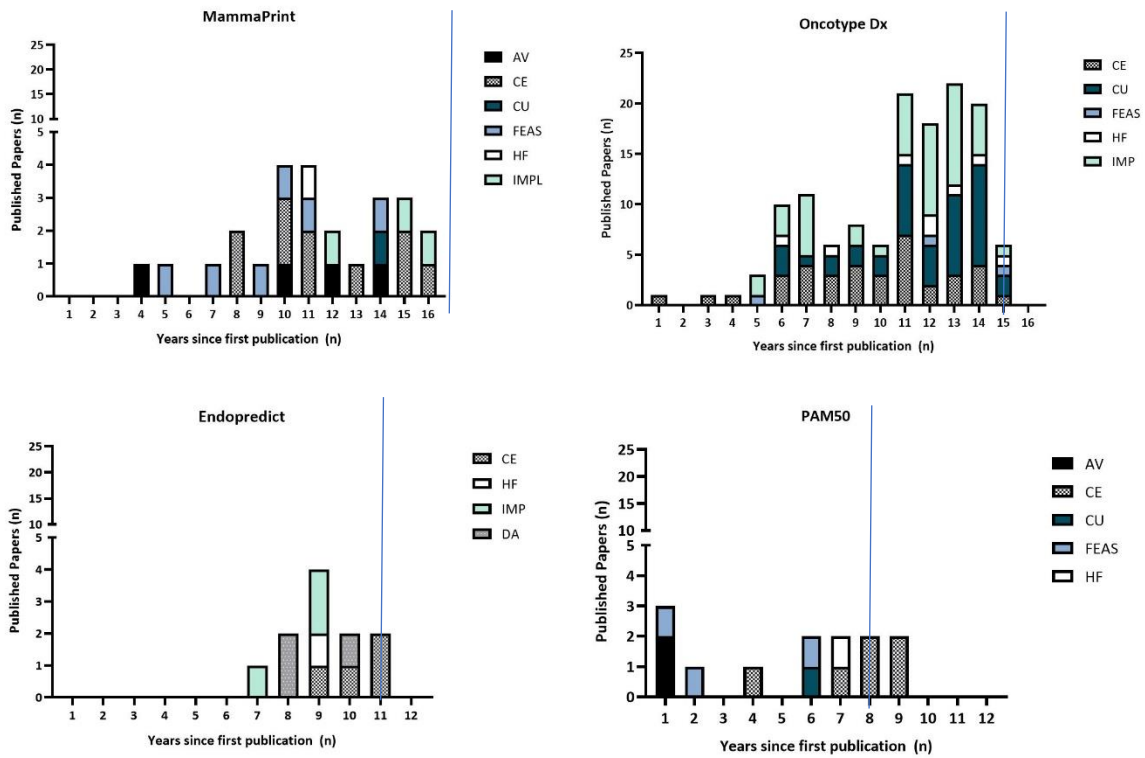 MammaPrint
25
20
15
10
5
4
3
2
1
0
Published Papers (n)
1 2 3 4 5 6 7 8 9 10 11 12 13 14 15 16
Years since first publication (n)
AV
CE
CU
FEAS
HF
IMPL
Oncotype Dx
25
20
15
10
5
0
Published Papers (n)
1 2 3 4 5 6 7 8 9 10 11 12 13 14 15 16
Years since first publication (n)
CE
CU
FEAS
HF
IMP
Endopredict
25
20
15
10
5
4
3
2
1
0
Published Papers (n)
1 2 3 4 5 6 7 8 9 10 11 12
Years since first publication (n)
CE
HF
IMP
DA
PAM50
25
20
15
10
5
4
3
2
1
0
Published Papers (n)
1 2 3 4 5 6 7 8 9 10 11 12
Years since first publication (n)
AV
CE
CU
FEAS
HF